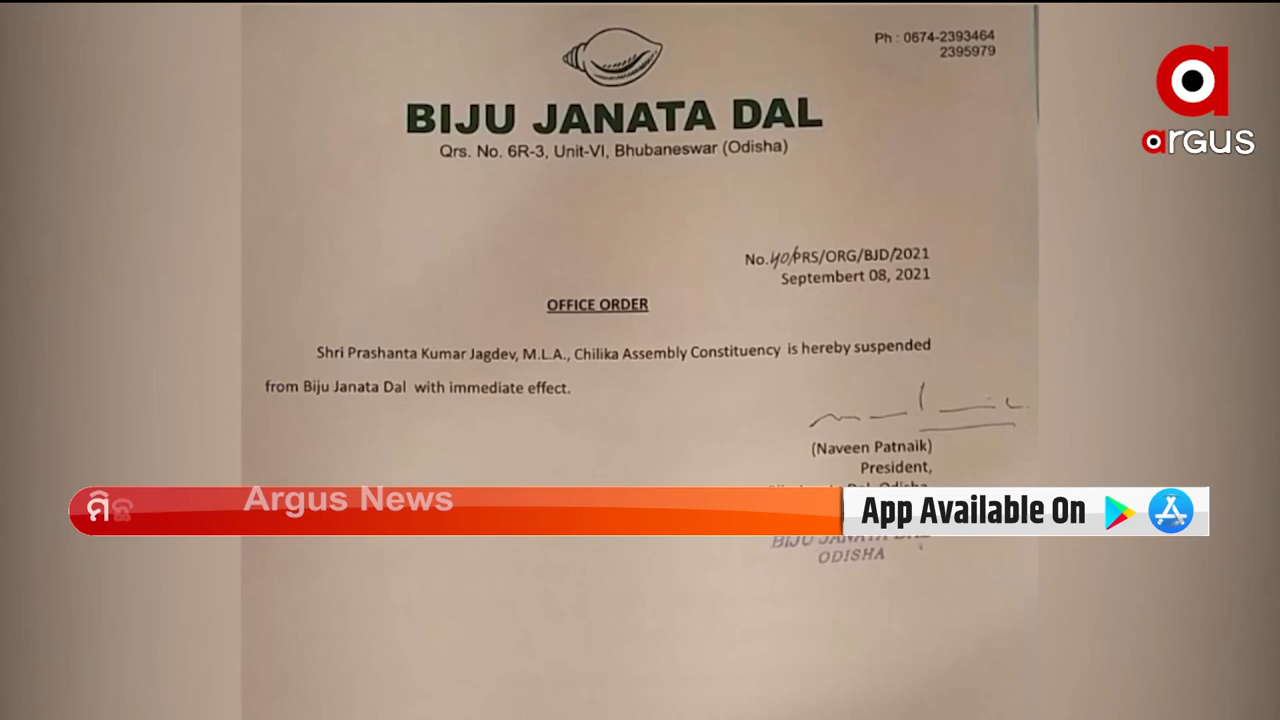 Ph : 0674-2393464
2395979
argus
BIJU JANATA DAL
Qrs. No. 6R-3, Unit-VI, Bhubaneswar (Odisha)
No.40/PRS/ORG/BJD/2021
Septembert 08, 2021
OFFICE ORDER
Shri Prashanta Kumar Jagdev, M.L.A., Chilika Assembly Constituency is hereby suspended
from Biju Janata Dal with immediate effect.
(Naveen Patnaik)
President,
Argus News
App Available On
BIJU JANATA DAL
ODISHA